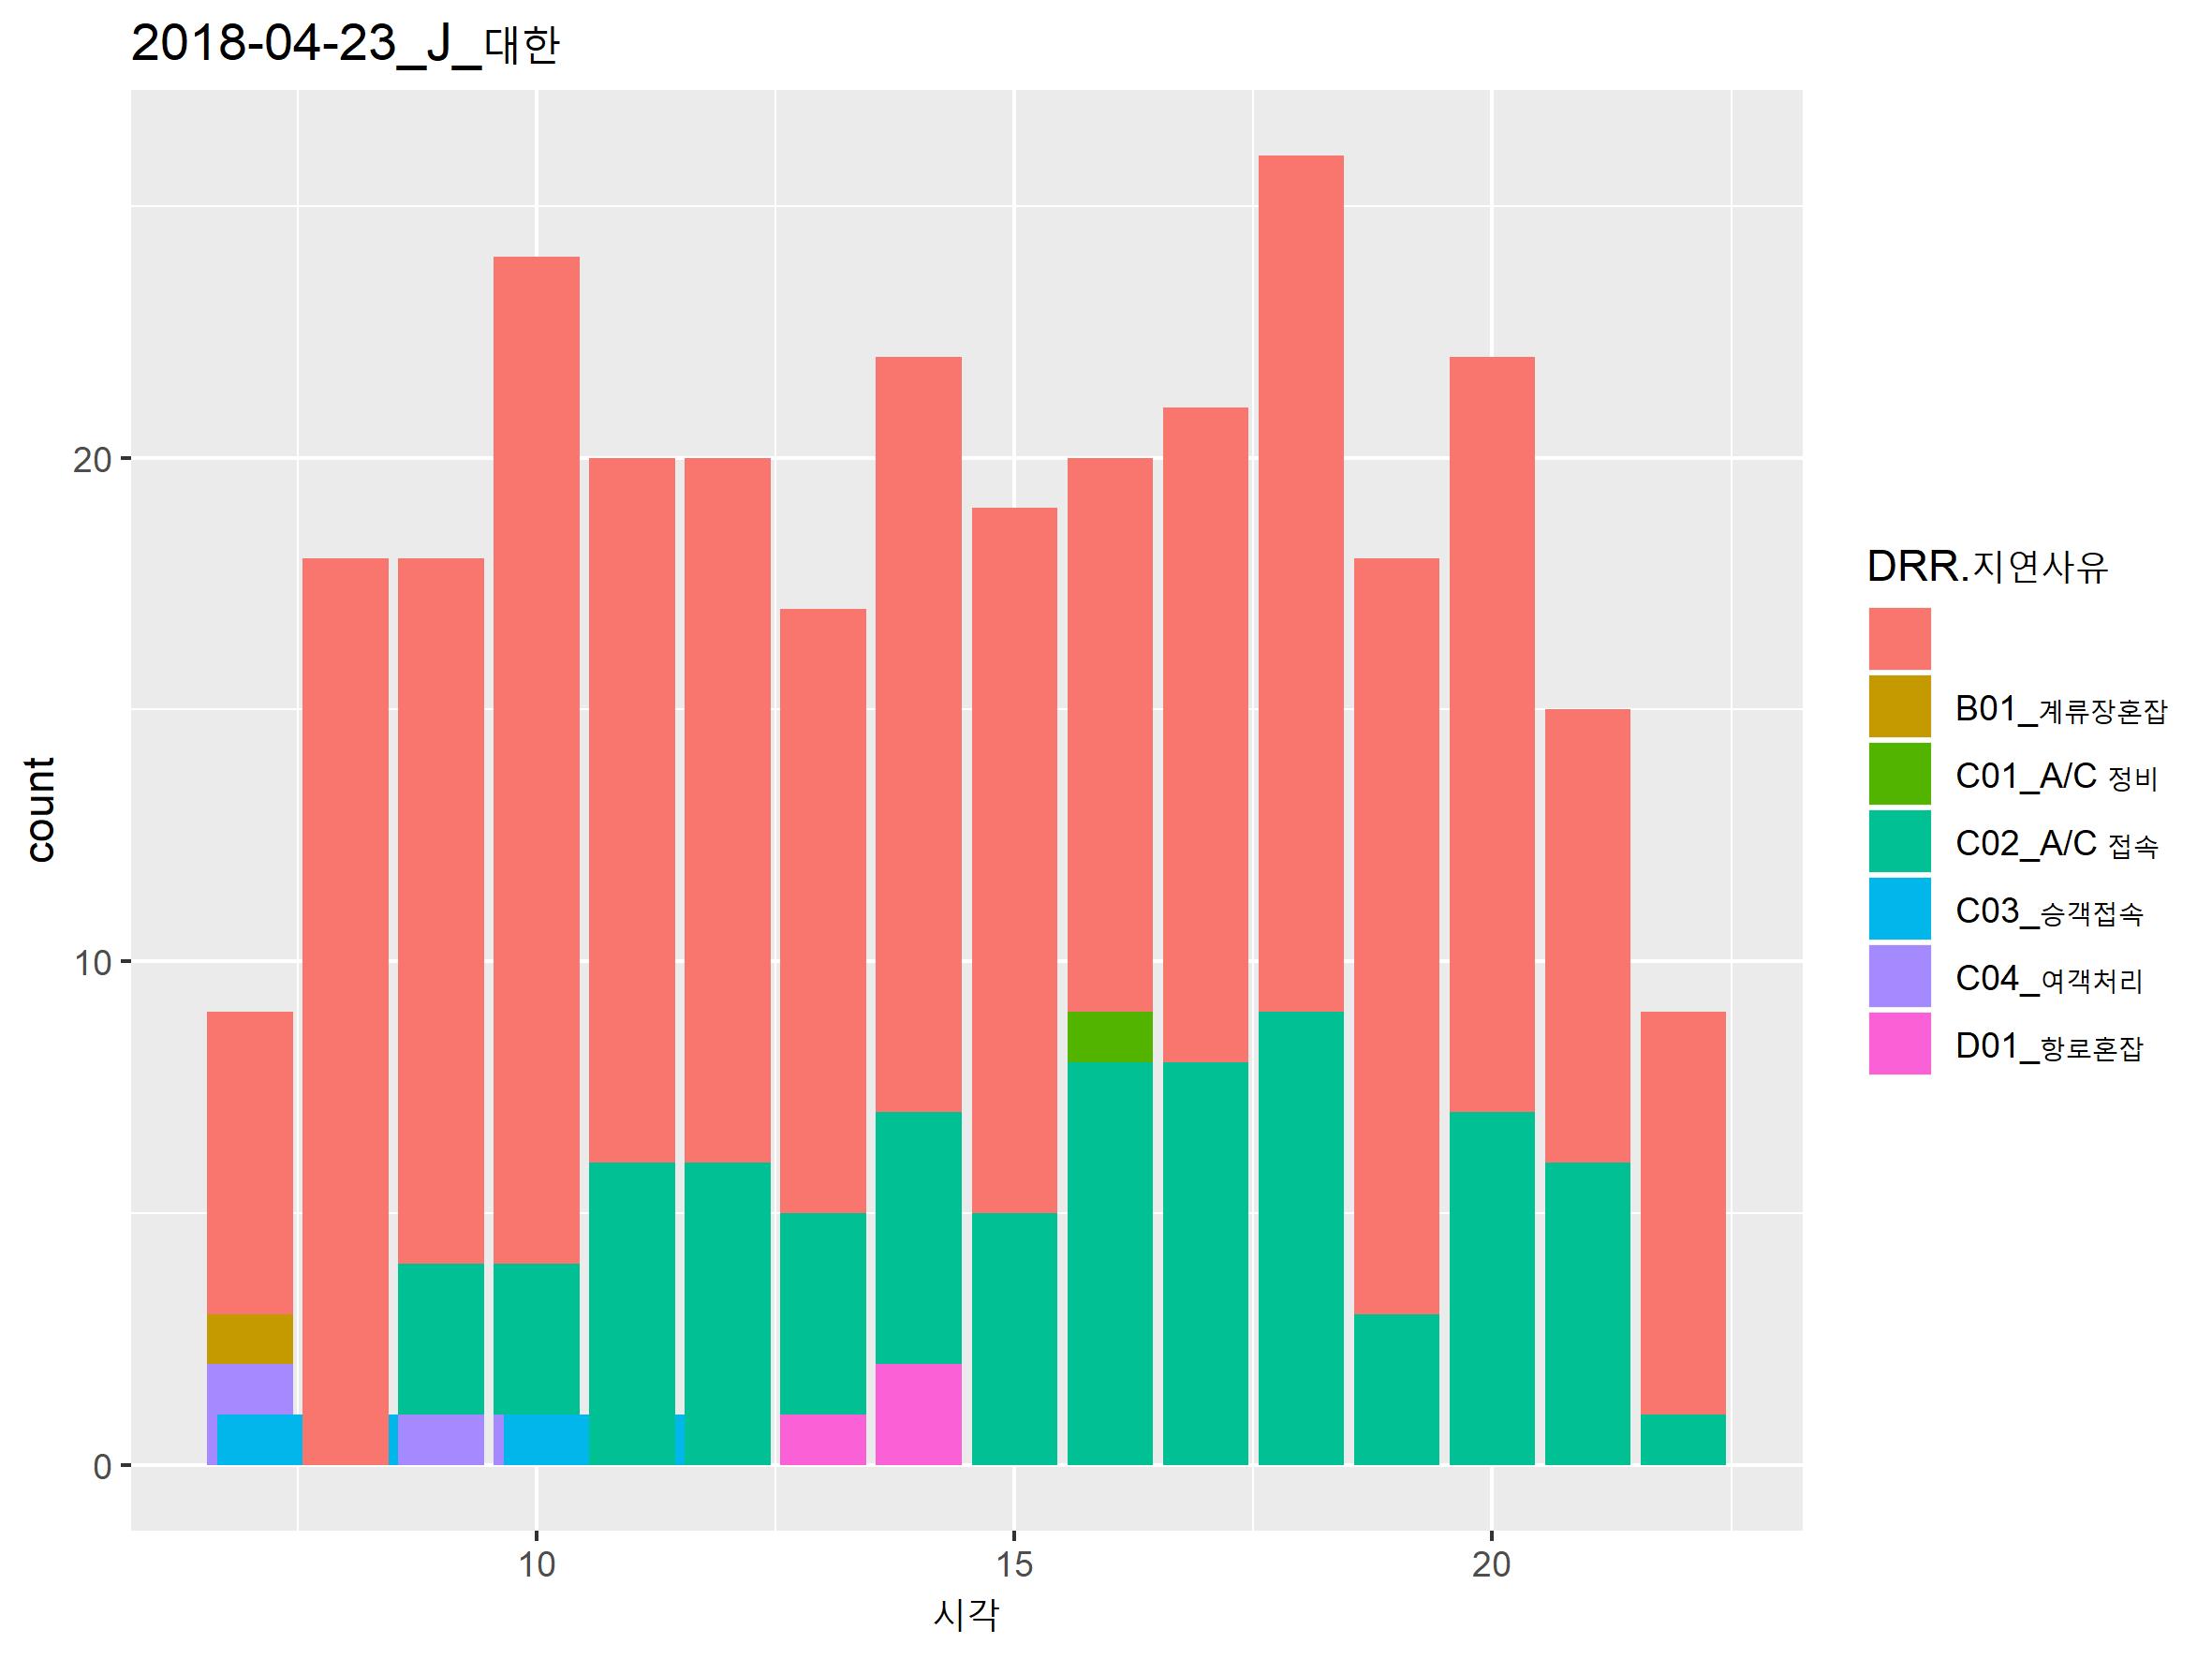 2018-04-23_J_대한
count
20
10
0
10
15
20
시각
DRR.지연사유
B01_계류장혼잡
C01_A/C 정비
C02_A/C 접속
C03_승객접속
C04_여객처리
D01_항로혼잡